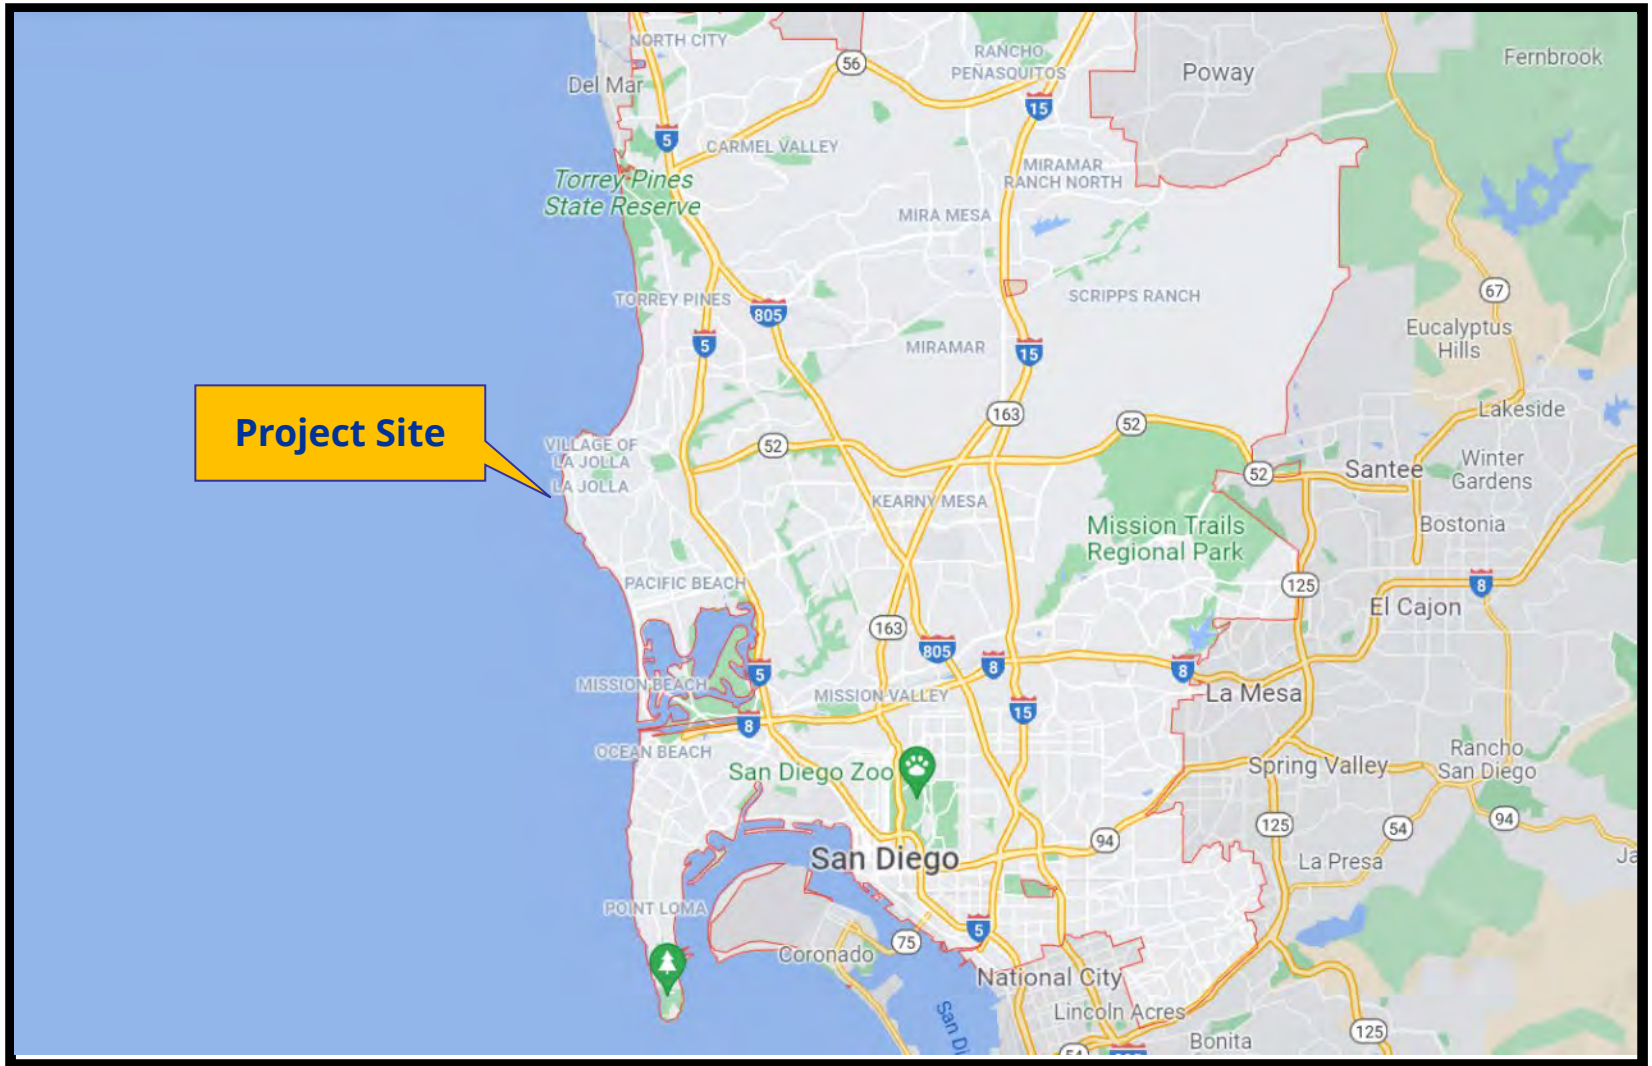 NORTH CITY
56
RANCHO
PEÑASQUITOS
Poway
Fernbrook
Del Mar
15
5
CARMEL VALLEY
MIRAMAR
RANCH NORTH
Torrey Pines
State Reserve
MIRA MESA
TORREY PINES
805
SCRIPPS RANCH
67
5
MIRAMAR
15
Eucalyptus
Hills
163
52
Lakeside
Project Site
VILLAGE OF
LA JOLLA
LA JOLLA
52
52
Santee
Winter
Gardens
KEARNY MESA
Mission Trails
Regional Park
Bostonia
PACIFIC BEACH
125
8
El Cajon
163
805
8
8
5
MISSION BEACH
MISSION VALLEY
La Mesa
15
8
OCEAN BEACH
San Diego Zoo
Spring Valley
Rancho
San Diego
125
54
94
94
San Diego
La Presa
Ja
POINT LOMA
5
75
Coronado
National City
San Di
Lincoln Acres
125
Bonita
54